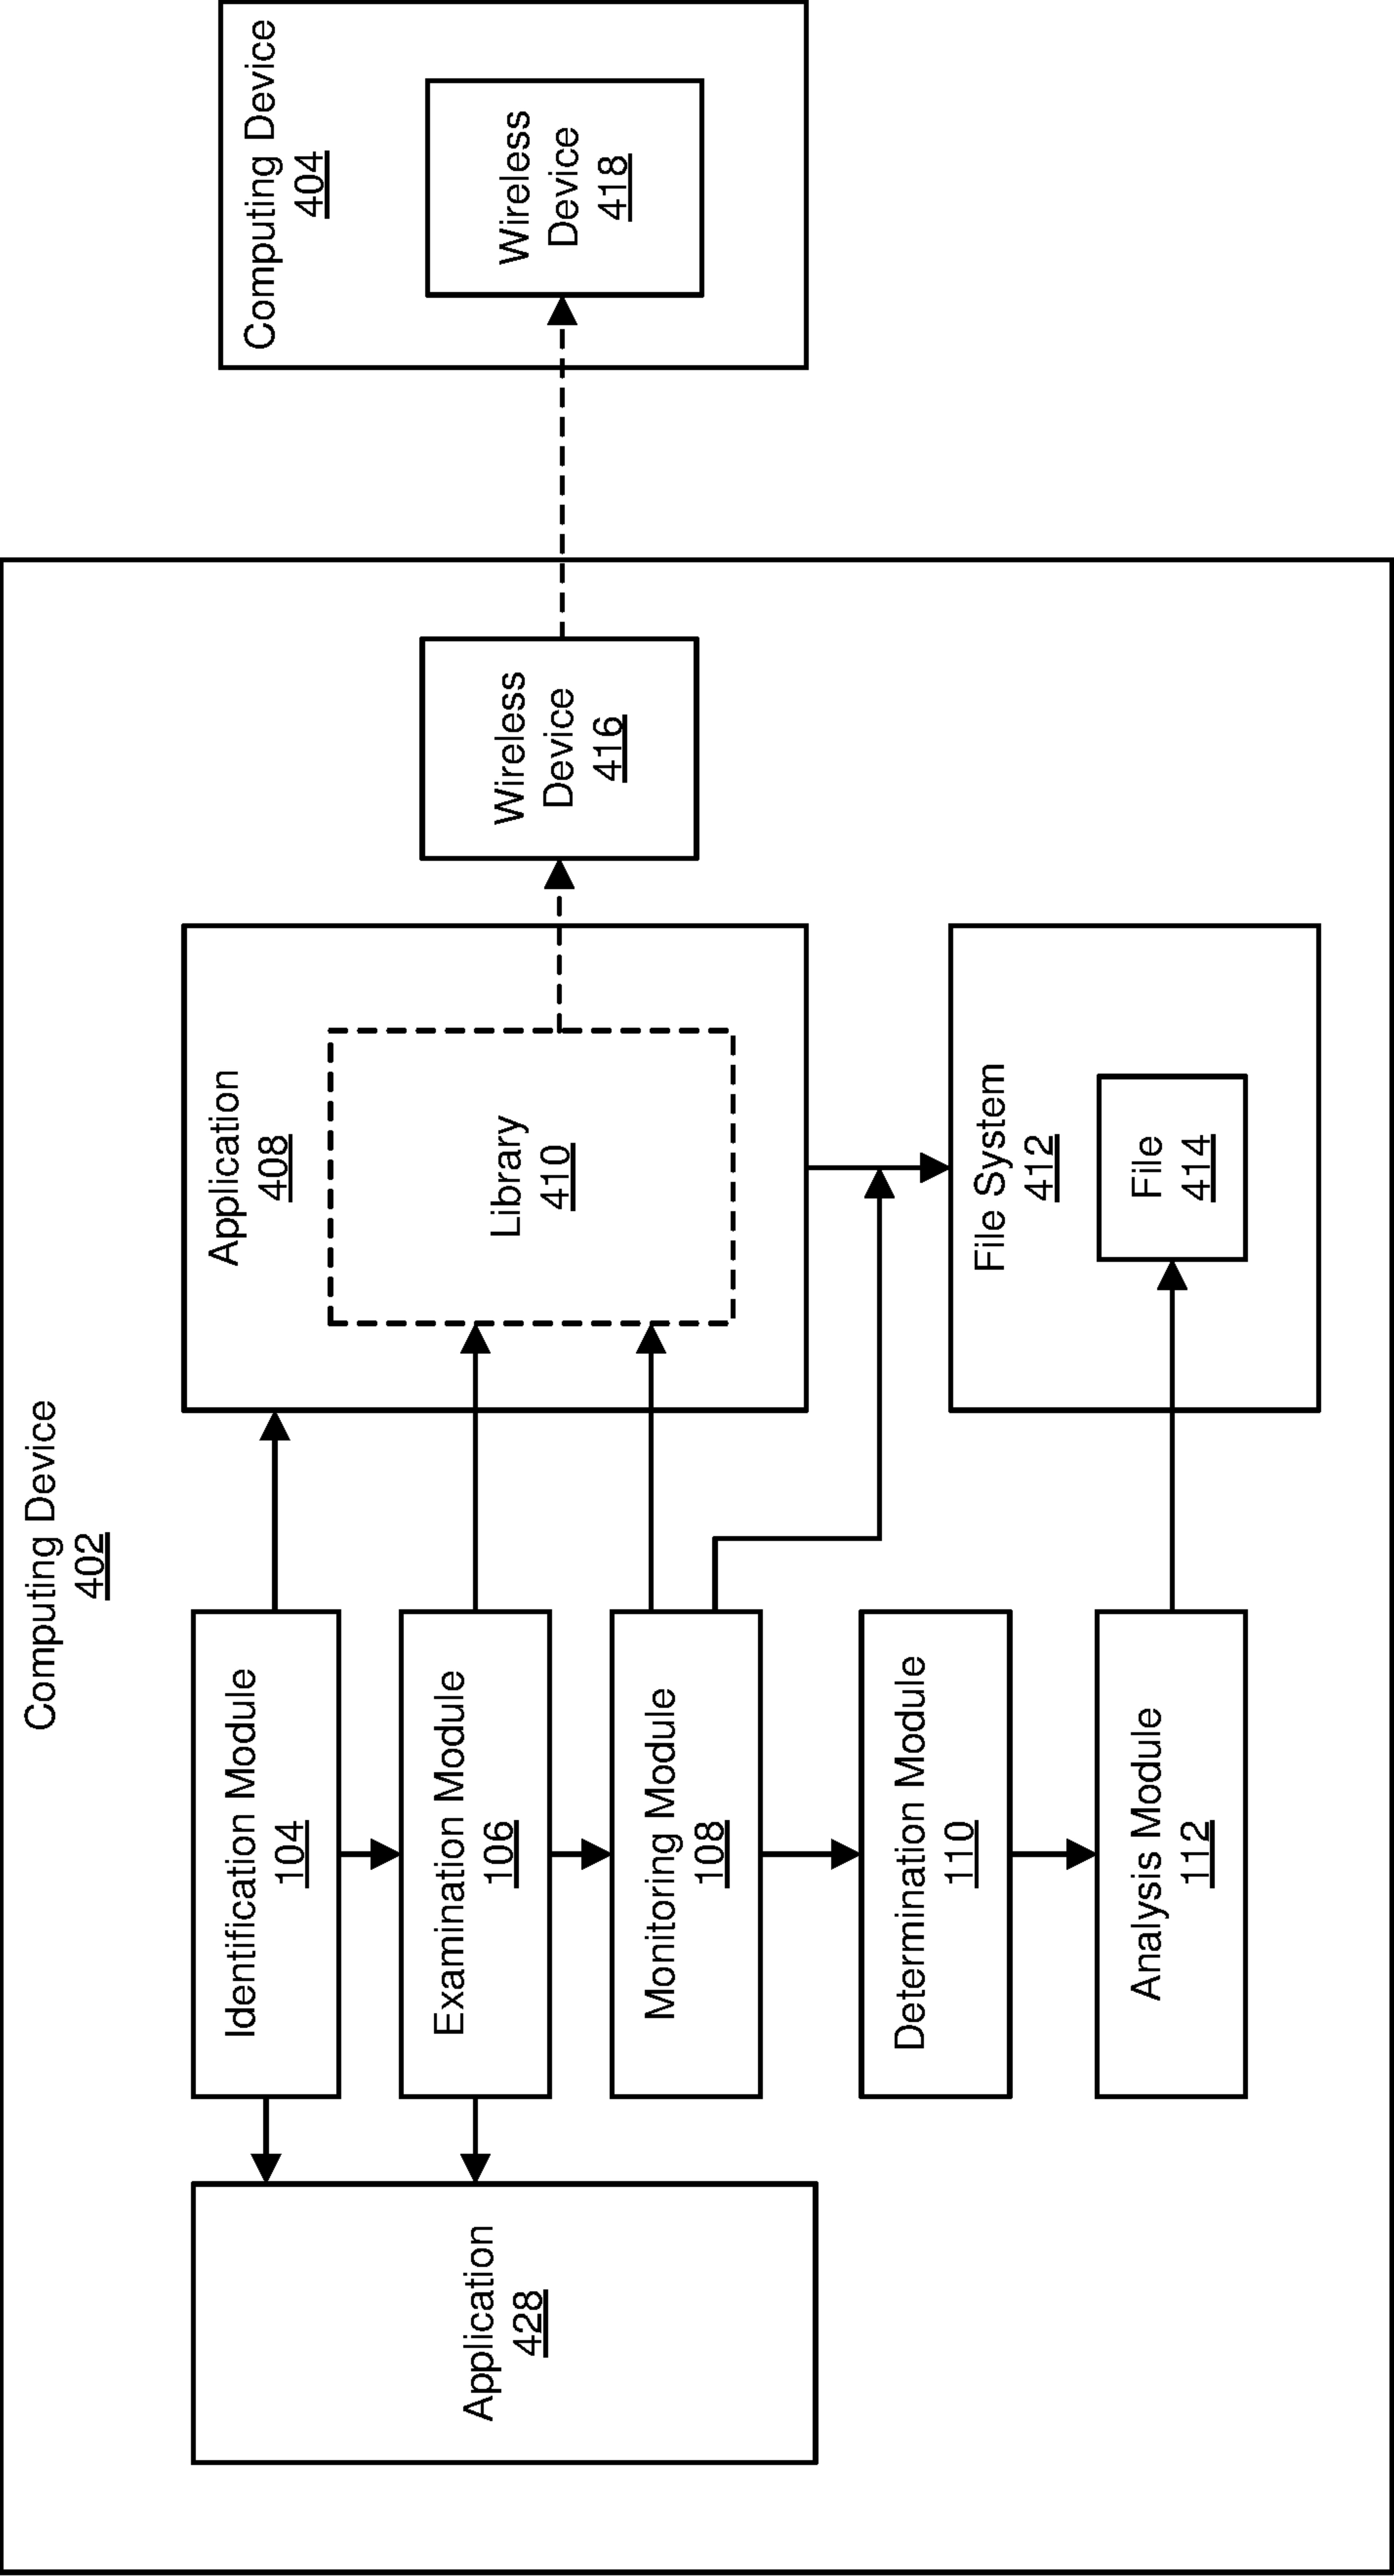 Computing Device
402
Application
428
Identification Module
104
Examination Module
106
Monitoring Module
108
Determination Module
110
Analysis Module
112
Application
408
Library
410
File System
412
File
414
Wireless
Device
416
Computing Device
404
Wireless
Device
418